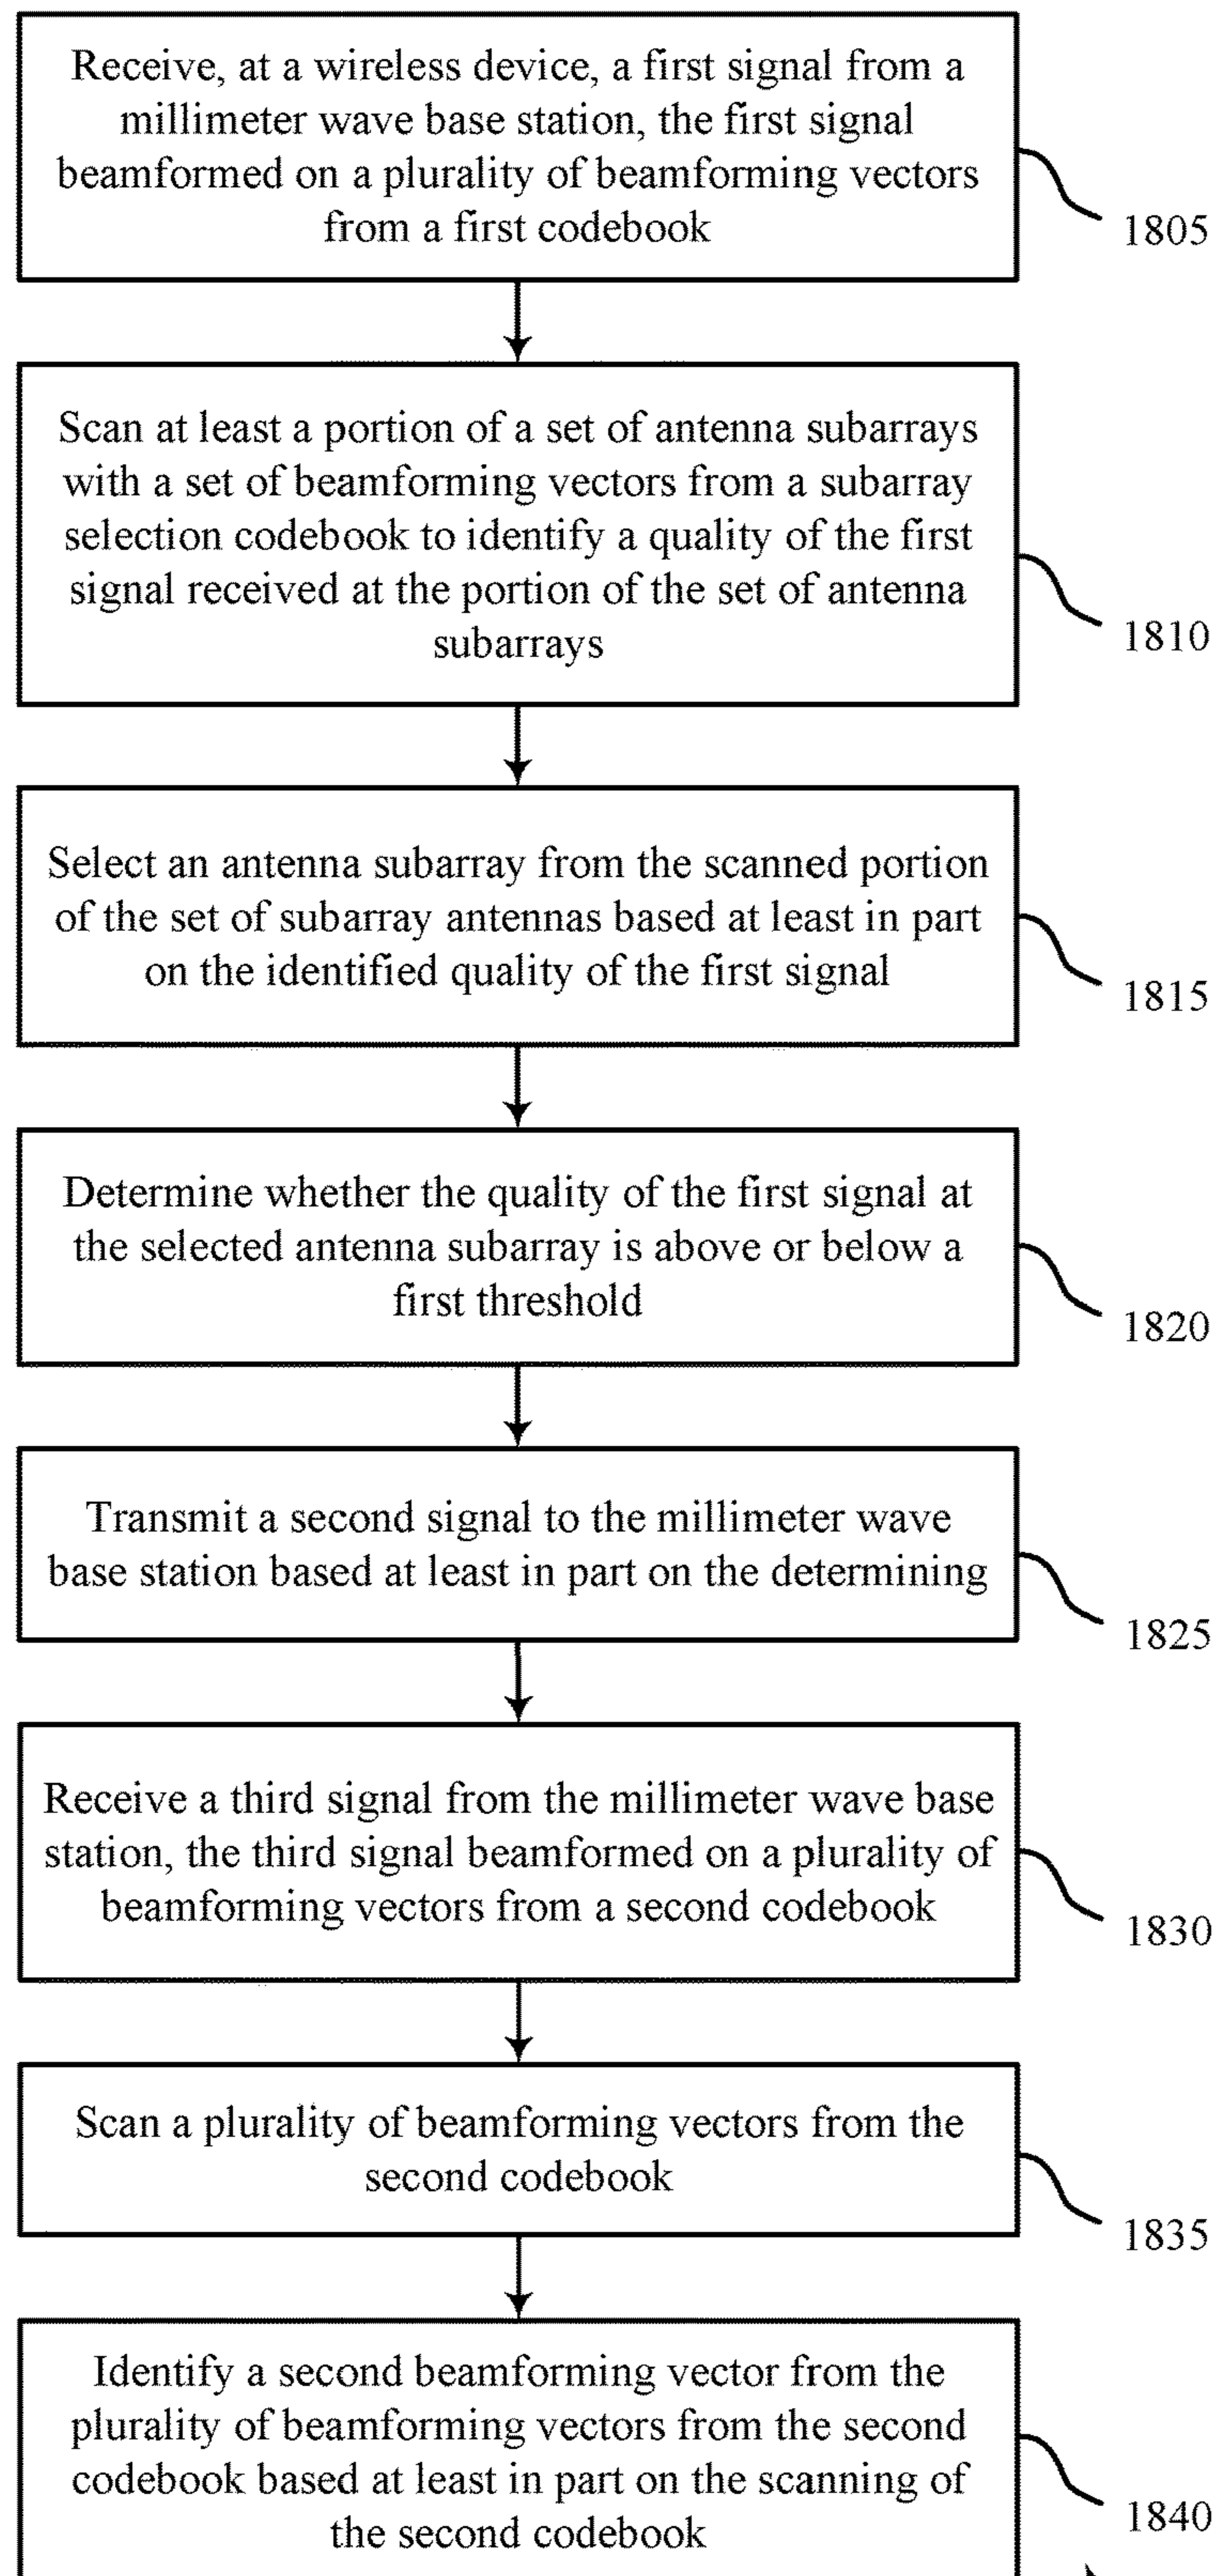 Receive, at a wireless device, a first signal from a
millimeter wave base station, the first signal
beamformed on a plurality of beamforming vectors
from a first codebook
1805
Scan at least a portion of a set of antenna subarrays
with a set of beamforming vectors from a subarray
selection codebook to identify a quality of the first
signal received at the portion of the set of antenna
subarrays
1810
Select an antenna subarray from the scanned portion
of the set of subarray antennas based at least in part
on the identified quality of the first signal
1815
Determine whether the quality of the first signal at
the selected antenna subarray is above or below a
first threshold
1820
Transmit a second signal to the millimeter wave
base station based at least in part on the determining
1825
Receive a third signal from the millimeter wave base
station, the third signal beamformed on a plurality of
beamforming vectors from a second codebook
1830
Scan a plurality of beamforming vectors from the
second codebook
1835
Identify a second beamforming vector from the
plurality of beamforming vectors from the second
codebook based at least in part on the scanning of
the second codebook
1840